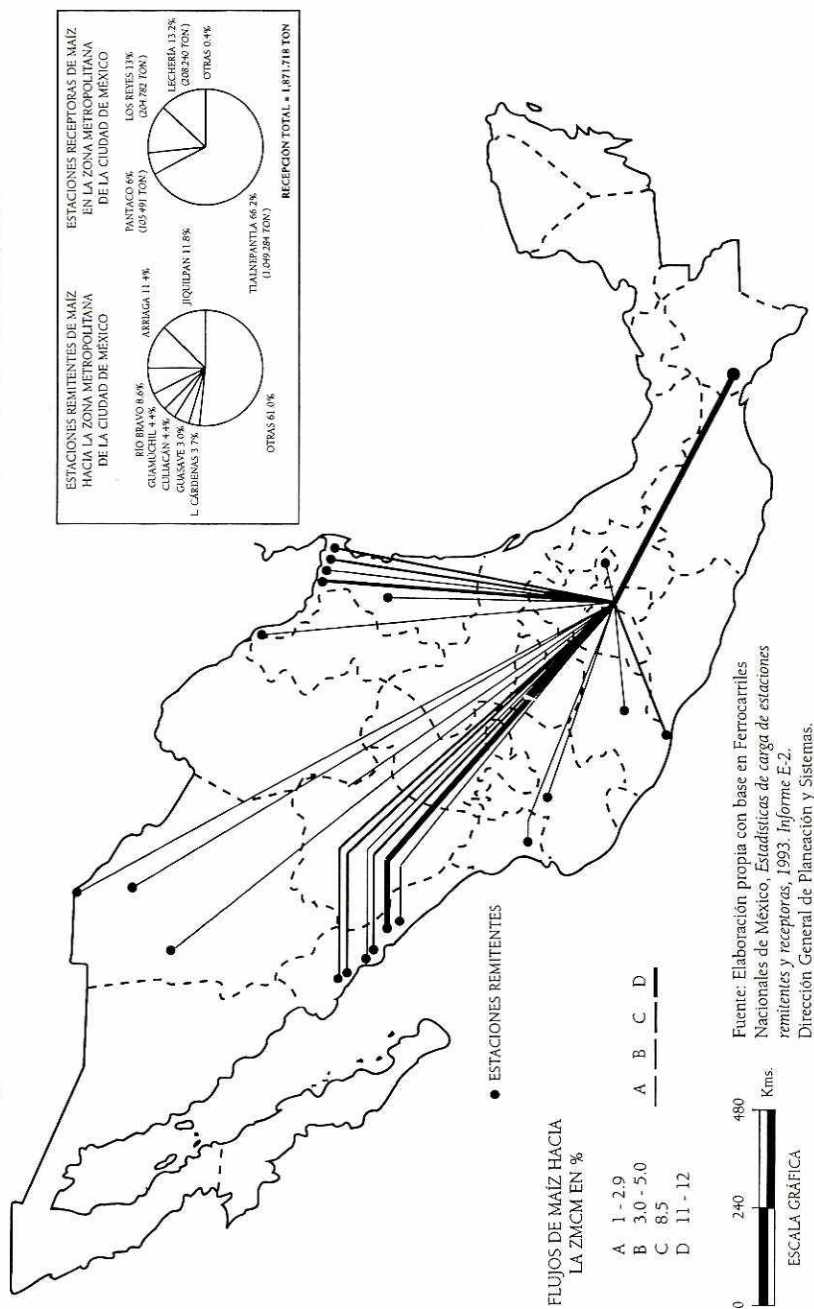 ESTACIONES REMITENTES DE MAÍZ
HACIA LA ZONA METROPOLITANA
DE LA CIUDAD DE MÉXICO
RÍO BRAVO 8.6%
GUAMUCHIL 4.4%
CULIACÁN 4.4%
GUASAVE 3.0%
L. CÁRDENAS 3.7%
ARRIAGA 11.4%
JIQUILPAN 11.8%
OTRAS 61.0%
ESTACIONES RECEPTORAS DE MAÍZ
EN LA ZONA METROPOLITANA
DE LA CIUDAD DE MÉXICO
PANTACO 6%
(105 491 TON.)
LOS REYES 13%
(204.782 TON.)
LECHERÍA 13.2%
(208.240 TON.)
OTRAS 0.4%
TLALNEPANTLA 66.2%
(1.049.284 TON.)
RECEPCIÓN TOTAL = 1,871.718 TON
● ESTACIONES REMITENTES
FLUJOS DE MAÍZ HACIA
LA ZMCM EN %
A 1 - 2.9
B 3.0 - 5.0
C 8.5
D 11 - 12
A B C D
0 240 480
Kms.
ESCALA GRÁFICA
Fuente: Elaboración propia con base en Ferrocarriles
Nacionales de México, Estadísticas de carga de estaciones
remitentes y receptoras, 1993. Informe E-2.
Dirección General de Planeación y Sistemas.